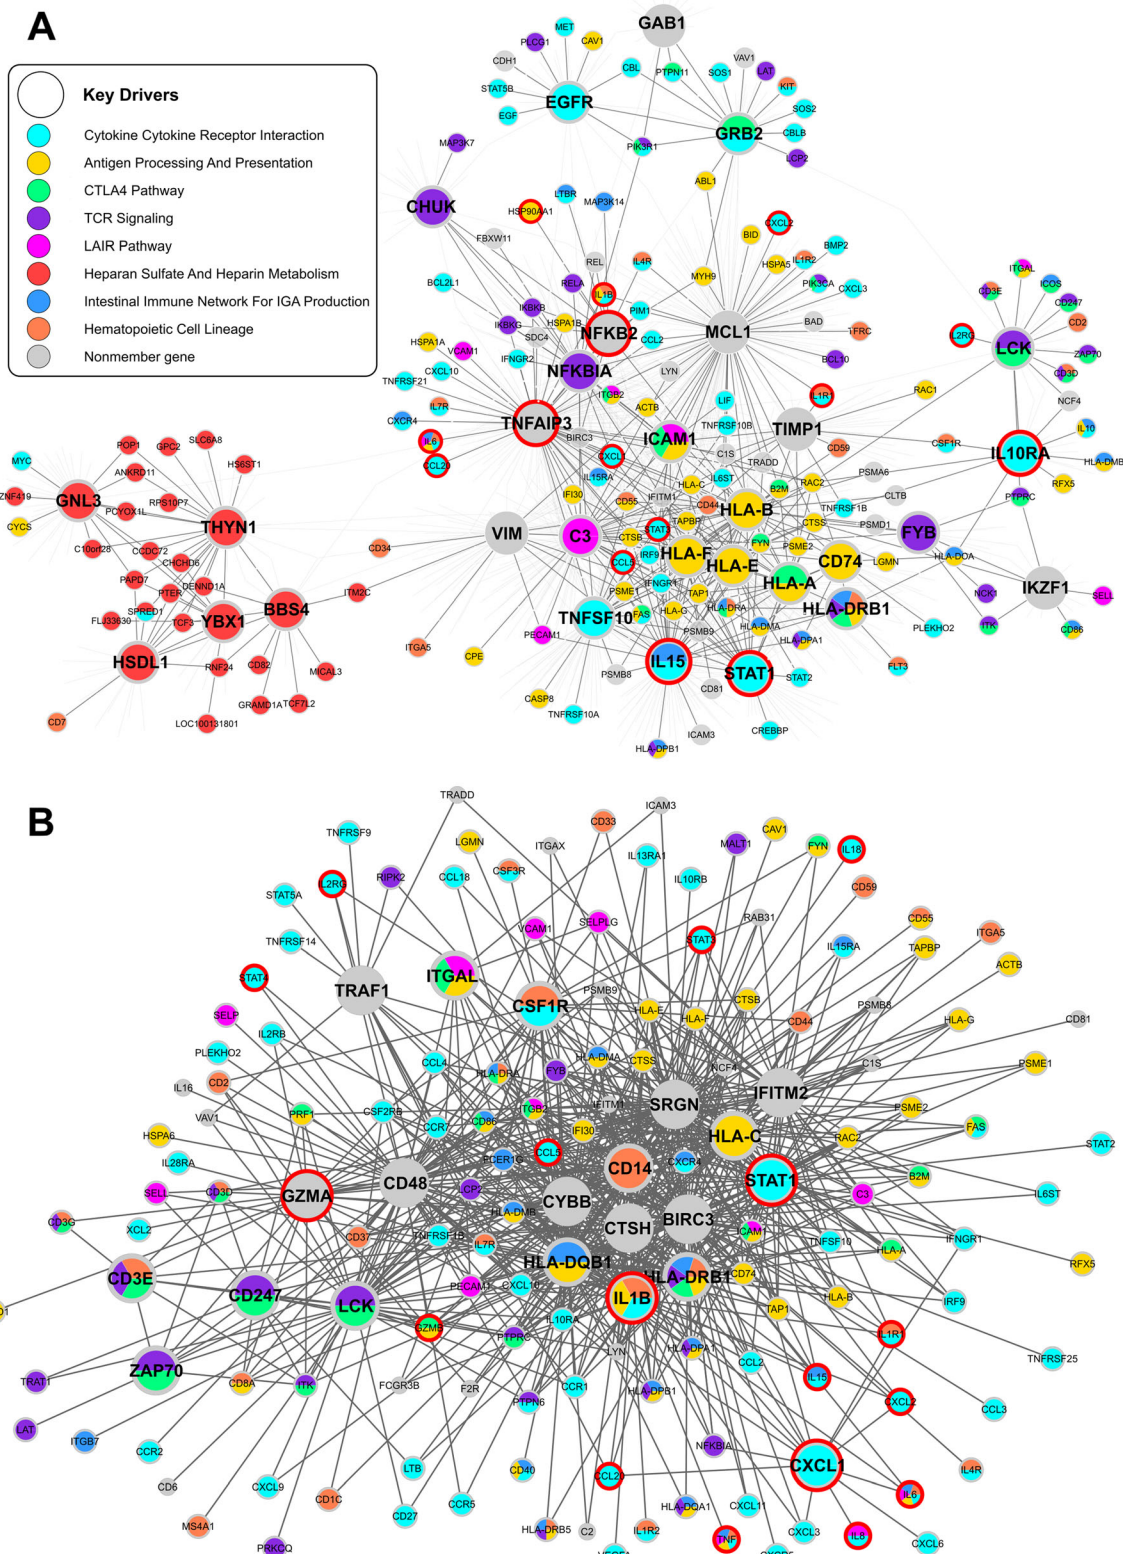 A
Key Drivers
Cytokine Cytokine Receptor Interaction
Antigen Processing And Presentation
CTLA4 Pathway
TCR Signaling
LAIR Pathway
Heparan Sulfate And Heparin Metabolism
Intestinal Immune Network For IGA Production
Hematopoietic Cell Lineage
Nonmember gene
GAB1
MET
PLCG1
CAV1
CDH1
CBL
PTPN11
SOS1
VAV1
LAT
STAT5B
KIT
EGFR
SOS2
EGF
GRB2
CBLB
MAP3K7
PIK3R1
LCP2
ABL1
LTBR
MAP3K14
CHUK
HSP90AA1
CXCL2
FBXW11
BID
BMP2
REL
IL4R
HSPA5
IL1R2
ITGAL
BCL2L1
RELA
MYH9
PIK3CA
CXCL3
CD3E
ICOS
IL1B
CD247
IKBKB
PIM1
CD2
IKBKG
HSPA1B
NFKB2
MCL1
BAD
TFRC
IL2RG
SDC4
CCL2
LCK
ZAP70
HSPA1A
VCAM1
IFNGR2
BCL10
CXCL10
NFKBIA
LYN
CD3D
TNFRSF21
ITGB2
IL1R1
RAC1
NCF4
IL7R
ACTB
LIF
CXCR4
TNFAIP3
TNFRSF10B
TIMP1
IL10
IL6
BIRC3
ICAM1
CD59
CSF1R
IL10RA
CCL20
CXCL1
C1S
TRADD
HLA-DMB
POP1
GPC2
SLC6A8
MYC
ANKRD11
HS6ST1
IL15RA
IL6ST
PSMA6
RFX5
ZNF419
GNL3
RPS10P7
IFI30
CD55
HLA-C
B2M
RAC2
CLTB
PTPRC
PCYOX1L
IFITM1
CD44
HLA-B
TNFRSF1B
CYCS
THYN1
VIM
C3
TAPBP
CTSS
PSMD1
FYB
C10orf28
CCDC72
CD34
CTSB
STAT3
FYN
PSME2
CHCHD6
IRF9
HLA-F
HLA-E
CD74
LGMN
HLA-DOA
PAPD7
DENND1A
CCL5
IFNGR1
HLA-A
PTER
ITM2C
PSME1
TAP1
IKZF1
NCK1
SELL
SPRED1
BBS4
HLA-G
HLA-DRA
HLA-DRB1
FLJ33630
TCF3
YBX1
TNFSF10
FAS
HLA-DMA
PLEKHO2
ITK
CD86
PECAM1
PSMB9
HLA-DPA1
HSDL1
RNF24
CD82
MICAL3
ITGA5
CPE
IL15
STAT1
FLT3
PSMB8
STAT2
CD81
GRAMD1A
TCF7L2
CASP8
TNFRSF10A
CD7
LOC100131801
ICAM3
CREBBP
HLA-DPB1
B
TRADD
ICAM3
TNFRSF9
CD33
CAV1
LGMN
ITGAX
MALT1
FYN
IL18
IL2RG
RIPK2
CCL18
CSF3R
IL13RA1
IL10RB
STAT5A
CD59
RAB31
CD55
TNFRSF14
VCAM1
SELPLG
ITGA5
STAT3
IL15RA
TAPBP
ITGAL
ACTB
STAT4
TRAF1
CSF1R
PSMB9
CTSB
PSMB8
SELP
HLA-E
HLA-F
CD44
HLA-G
CD81
IL2RB
PLEKHO2
CCL4
HLA-DRA
FYB
HLA-DMA
CTSS
NCF4
C1S
PSME1
IL16
CD2
IFITM2
VAV1
PRF1
CSF2RB
CD86
ITGB2
IFITM1
SRGN
PSME2
HSPA6
CCR7
IFI30
HLA-C
RAC2
FAS
STAT2
IL28RA
FCER1G
CCL5
CD14
CXCR4
SELL
CD3D
CD48
LCP2
STAT1
B2M
GZMA
CYBB
C3
IL6ST
CD3G
HLA-DMB
BIRC3
XCL2
CD37
TNFRSF1B
IL7R
CTSH
ICAM1
TNFSF10
HLA-A
IFNGR1
CD3E
CD247
HLA-DQB1
CD74
RFX5
PECAM1
CXCL10
HLA-DRB1
LCK
IL1B
TAP1
HLA-B
IRF9
GZMB
IL10RA
IL1R1
PTPRC
LYN
HLA-DPA1
ZAP70
CCL2
TNFRSF25
TRAT1
CD8A
ITK
FCGR3B
F2R
CCR1
HLA-DPB1
IL15
PTPN6
CXCL2
CCL3
LAT
ITGB7
CCR2
NFKBIA
LTB
CD40
CCL20
CXCL1
IL4R
CD6
CXCL9
CD1C
CCR5
HLA-DQA1
CXCL11
IL6
CD27
MS4A1
HLA-DRB5
C2
IL1R2
TNF
CXCL3
IL8
CXCL6
PRKCQ